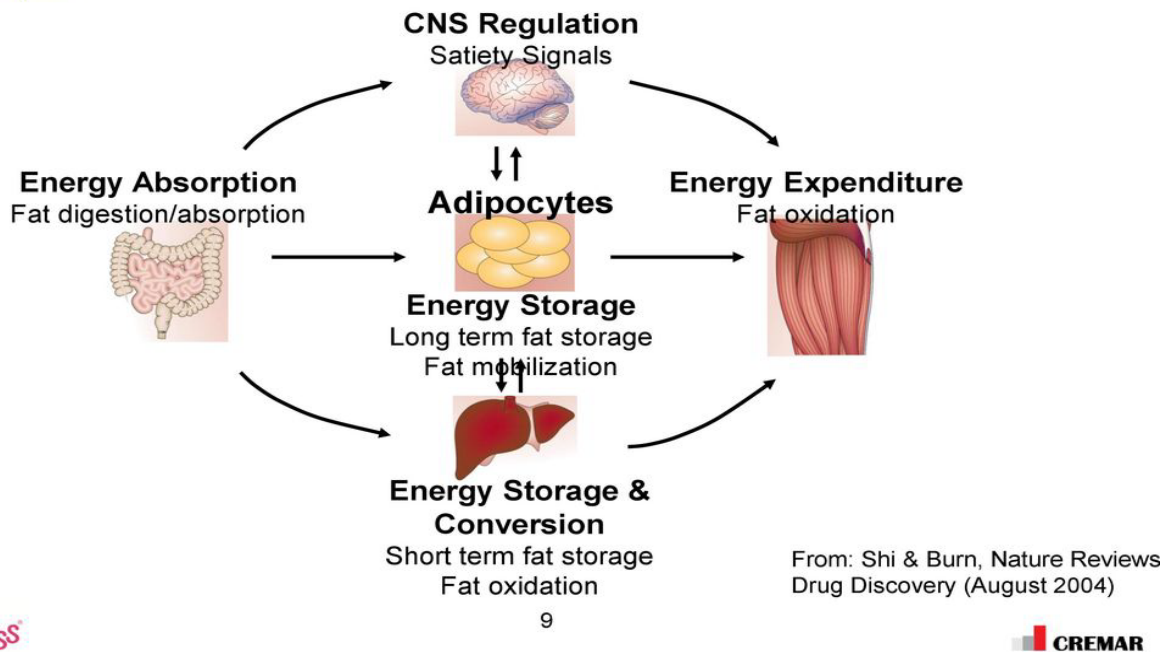 CNS Regulation
Satiety Signals
Energy Absorption
Fat digestion/absorption
Adipocytes
Energy Storage
Long term fat storage
Fat mobilization
Energy Expenditure
Fat oxidation
Energy Storage &
Conversion
Short term fat storage
Fat oxidation
From: Shi & Burn, Nature Reviews
Drug Discovery (August 2004)
9
CREMAR